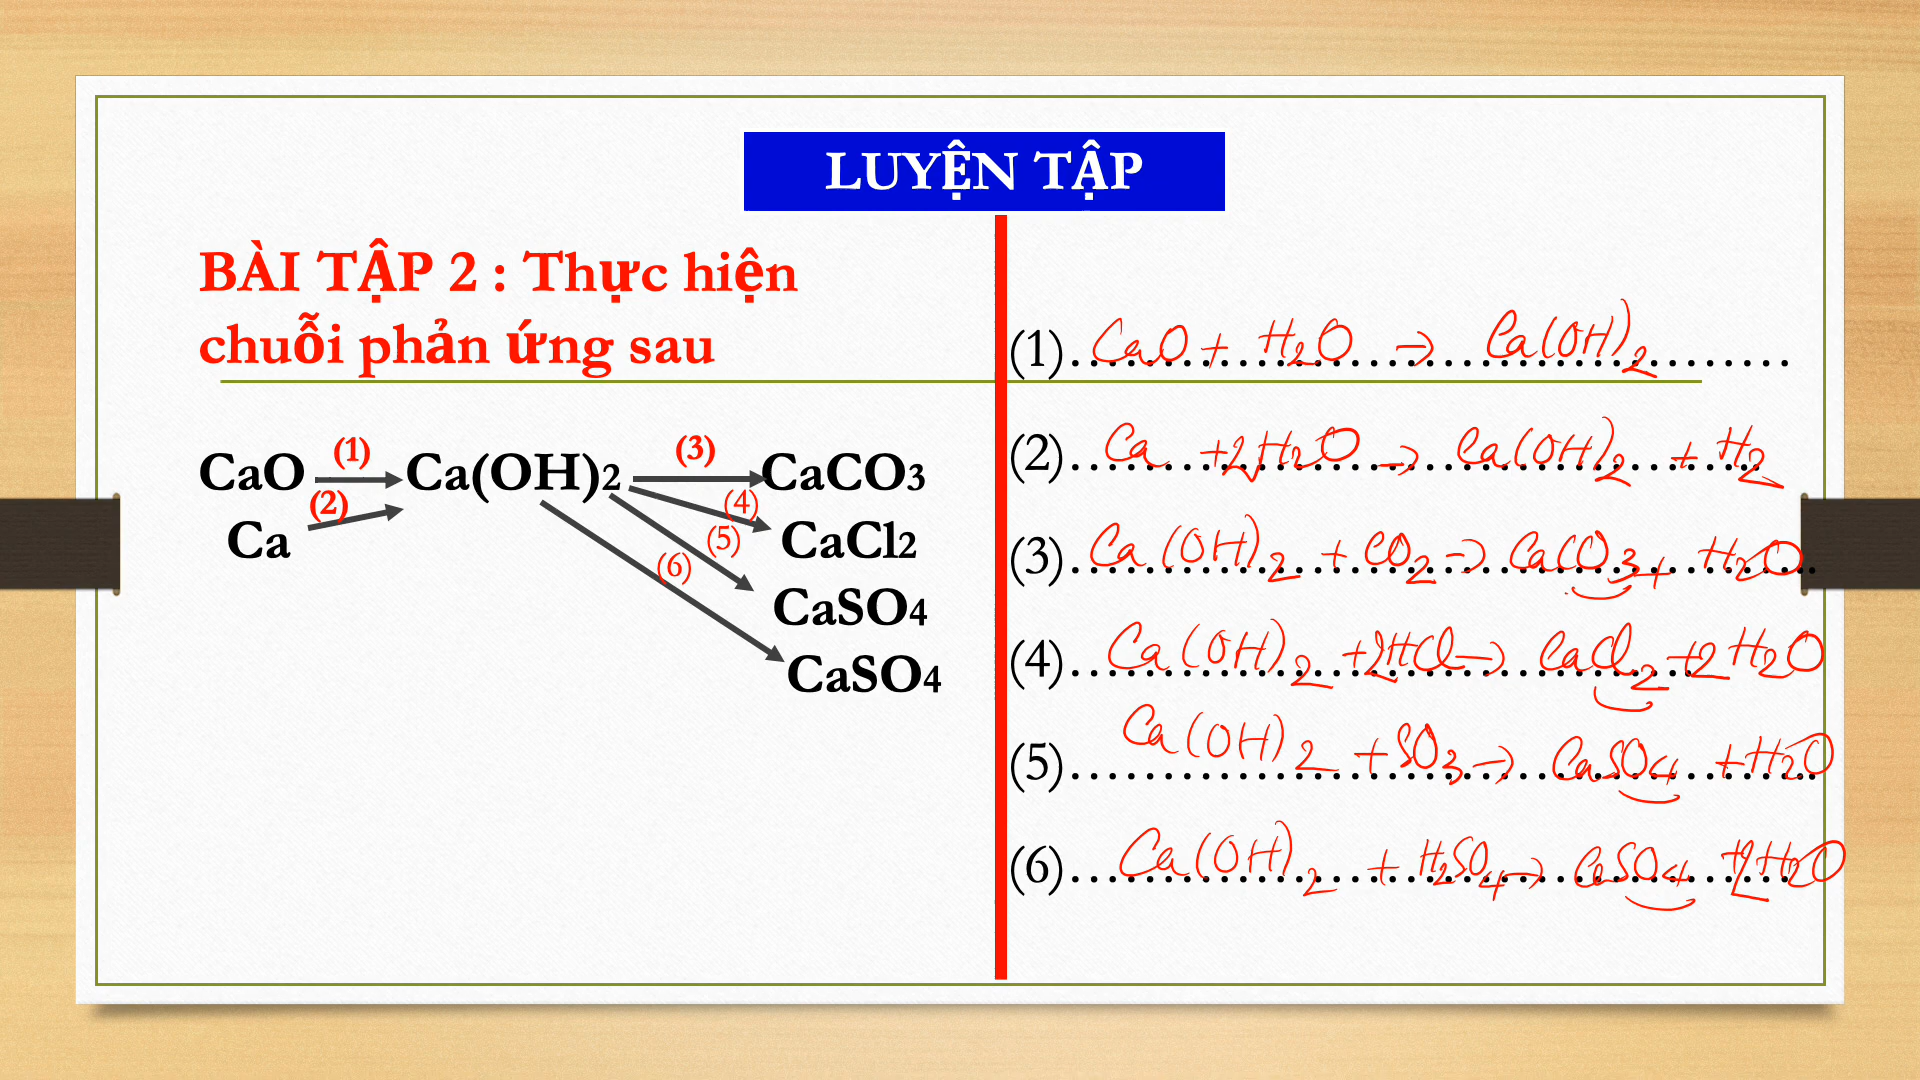 LUYỆN TẬP
BÀI TẬP 2 : Thực hiện
chuỗi phản ứng sau
CaO (1) Ca(OH)2 (3) CaCO3
(2) (4)
Ca (5) CaCl2
(6)
CaSO4
CaSO4
(1) CaO + H2O → Ca(OH)2
(2) Ca + 2H2O → Ca(OH)2 + H2
(3) Ca(OH)2 + CO2 → CaCO3 + H2O
(4) Ca(OH)2 + 2HCl → CaCl2 + 2H2O
(5) Ca(OH)2 + SO3 → CaSO4 + H2O
(6) Ca(OH)2 + H2SO4 → CaSO4 + 2H2O